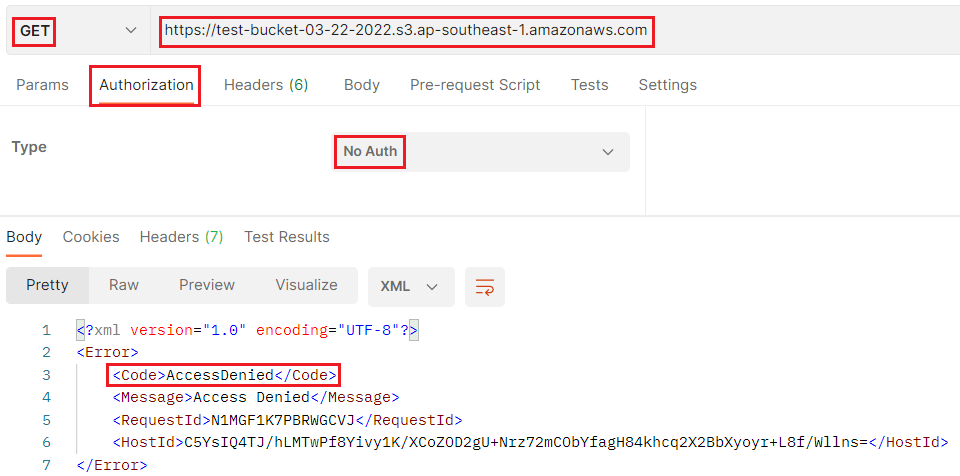 GET https://test-bucket-03-22-2022.s3.ap-southeast-1.amazonaws.com
Params Authorization Headers (6) Body Pre-request Script Tests Settings
Type No Auth
Body Cookies Headers (7) Test Results
Pretty Raw Preview Visualize XML
1 <?xml version="1.0" encoding="UTF-8"?>
2 <Error>
3 <Code>AccessDenied</Code>
4 <Message>Access Denied</Message>
5 <RequestId>N1MGF1K7PBRWGCVJ</RequestId>
6 <HostId>C5YsIQ4TJ/hLMTwPf8Yivy1K/XCoZOD2gU+Nrz72mC0bYfagH84khcq2X2BbXyoyr+L8f/Wllns=</HostId>
7 </Error>